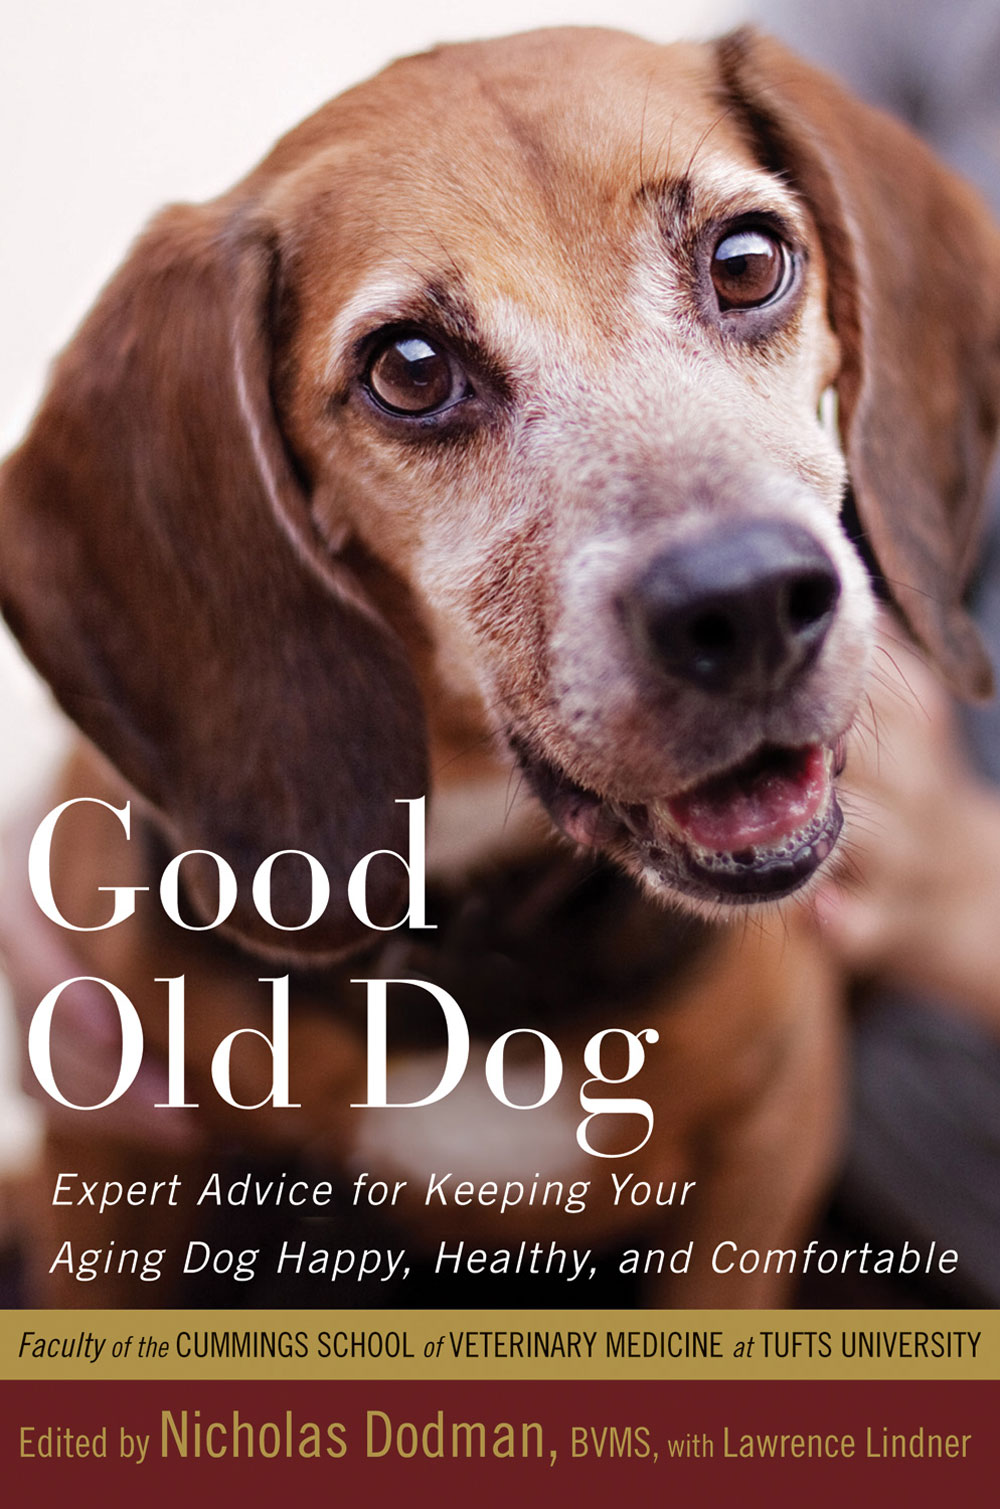 Good
Old Dog
Expert Advice for Keeping Your
Aging Dog Happy, Healthy, and Comfortable
Faculty of the CUMMINGS SCHOOL of VETERINARY MEDICINE at TUFTS UNIVERSITY
Edited by Nicholas Dodman, BVMS, with Lawrence Lindner